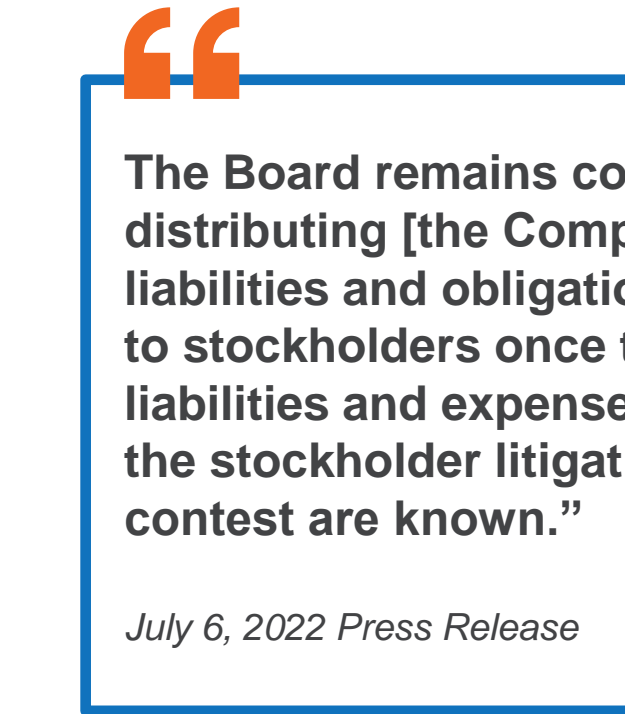 “
The Board remains co
distributing [the Comp
liabilities and obligatio
to stockholders once t
liabilities and expense
the stockholder litigat
contest are known.”
July 6, 2022 Press Release